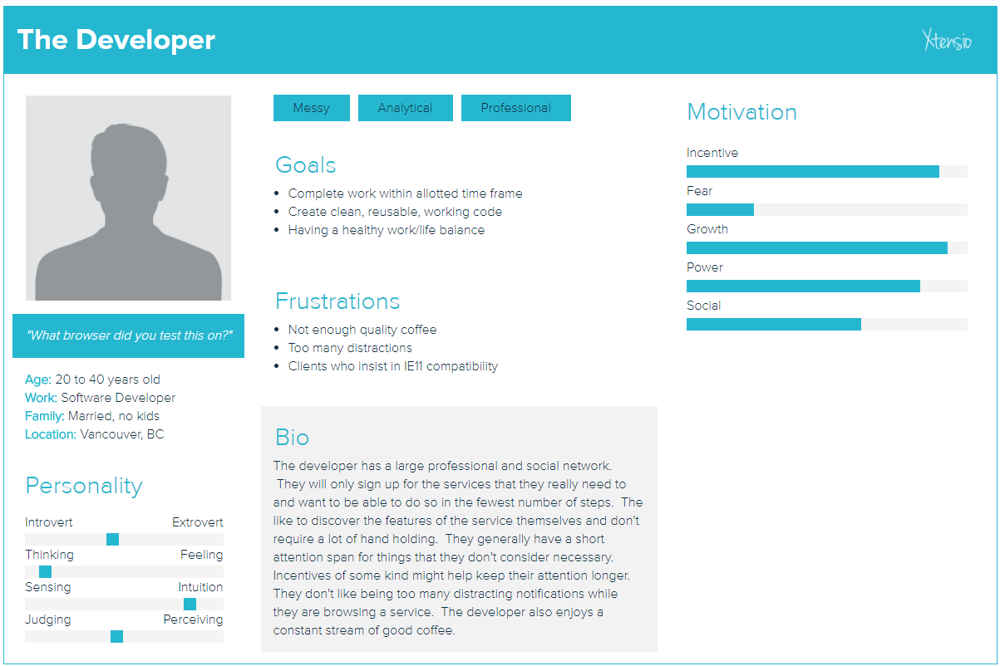 The Developer
Xtensio
"What browser did you test this on?"
Age: 20 to 40 years old
Work: Software Developer
Family: Married, no kids
Location: Vancouver, BC
Personality
Introvert Extrovert
Thinking Feeling
Sensing Intuition
Judging Perceiving
Messy Analytical Professional
Goals
• Complete work within allotted time frame
• Create clean, reusable, working code
• Having a healthy work/life balance
Frustrations
• Not enough quality coffee
• Too many distractions
• Clients who insist in IE11 compatibility
Bio
The developer has a large professional and social network.
They will only sign up for the services that they really need to
and want to be able to do so in the fewest number of steps. The
like to discover the features of the service themselves and don't
require a lot of hand holding. They generally have a short
attention span for things that they don't consider necessary.
Incentives of some kind might help keep their attention longer.
They don't like being too many distracting notifications while
they are browsing a service. The developer also enjoys a
constant stream of good coffee.
Motivation
Incentive
Fear
Growth
Power
Social